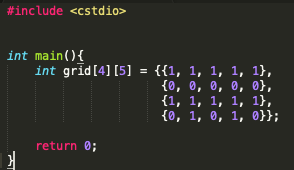 #include <cstdio>
int main(){
int grid[4][5] = {{1, 1, 1, 1, 1},
{0, 0, 0, 0, 0},
{1, 1, 1, 1, 1},
{0, 1, 0, 1, 0}};
return 0;
}